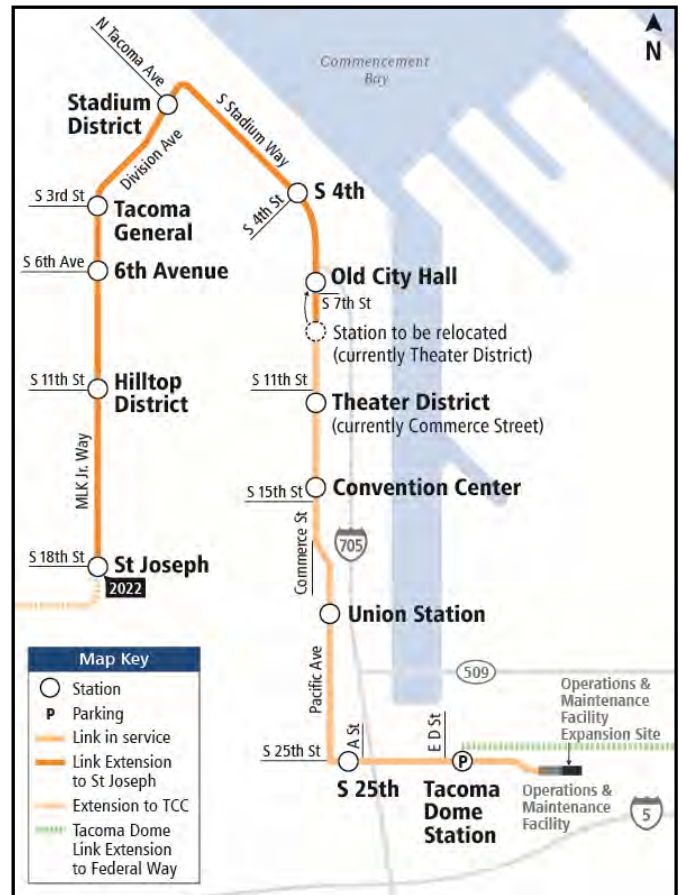 N
Commencement
Bay
N Tacoma Ave
Stadium
District
Division Ave
S Stadium Way
S 3rd St
Tacoma
General
S 4th St
S 4th
S 6th Ave
6th Avenue
Old City Hall
S 7th St
Station to be relocated
(currently Theater District)
S 11th St
Hilltop
District
S 11th St
Theater District
(currently Commerce Street)
MLK Jr. Way
S 15th St
Convention Center
Commerce St
705
S 18th St
St Joseph
2022
Union Station
Pacific Ave
509
Operations &
Maintenance
Facility
Expansion Site
S 25th St
A St
E D St
P
S 25th
Tacoma
Dome
Station
Operations &
Maintenance
Facility
5
Map Key
Station
P Parking
Link in service
Link Extension
to St Joseph
Extension to TCC
Tacoma Dome
Link Extension
to Federal Way